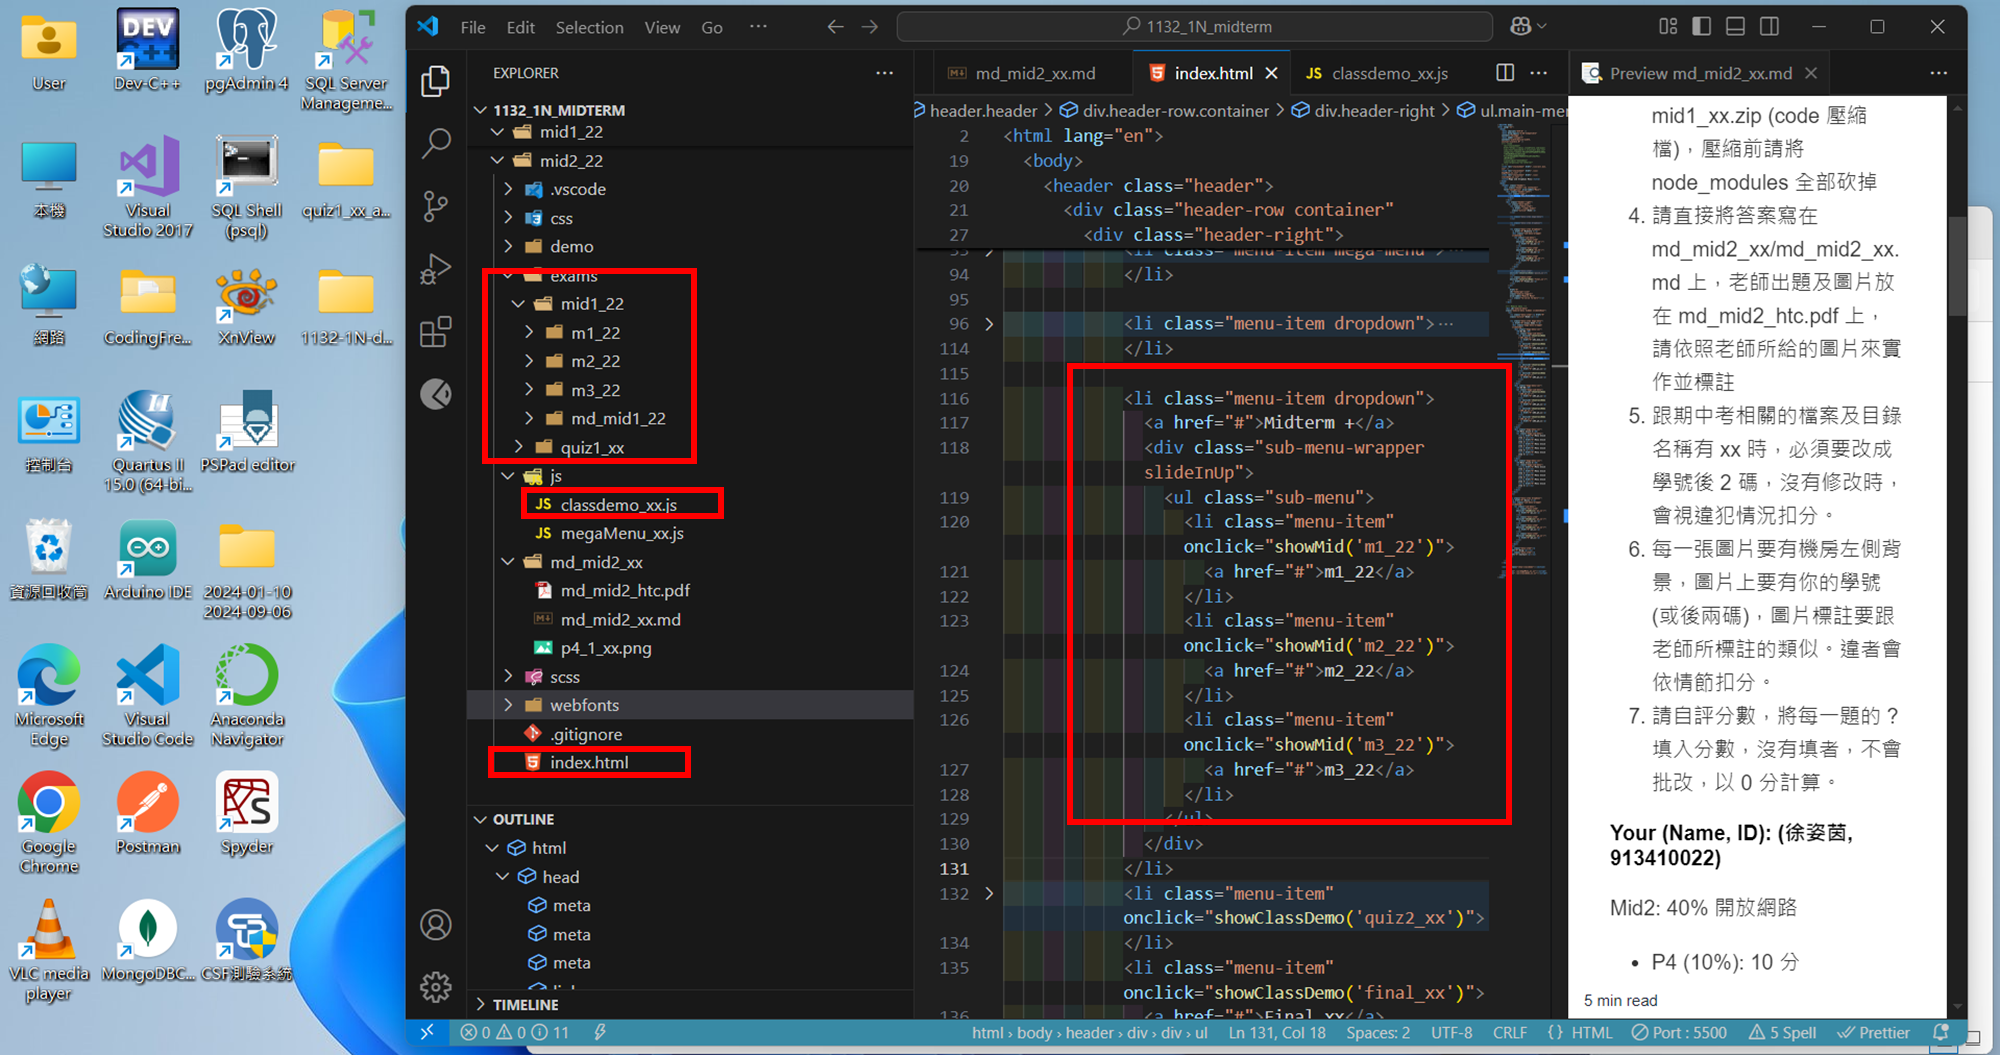 User
Dev-C++
pgAdmin 4
SQL Server
Manageme...
本機
Visual
Studio 2017
SQL Shell
(psql)
quiz1_xx_a...
網路
CodingFre...
XnView
1132-1N-d...
控制台
Quartus II
15.0 (64-bi...
PSPad editor
資源回收筒
Arduino IDE
2024-01-10
2024-09-06
Microsoft
Edge
Visual
Studio Code
Anaconda
Navigator
Google
Chrome
Postman
Spyder
VLC media
player
MongoDBC...
CSF測驗系統
File Edit Selection View Go ...
1132_1N_midterm
EXPLORER
1132_1N_MIDTERM
mid1_22
mid2_22
.vscode
css
demo
exams
mid1_22
m1_22
m2_22
m3_22
md_mid1_22
quiz1_xx
js
JS classdemo_xx.js
JS megaMenu_xx.js
md_mid2_xx
md_mid2_htc.pdf
md_mid2_xx.md
p4_1_xx.png
scss
webfonts
.gitignore
index.html
OUTLINE
html
head
meta
meta
meta
TIMELINE
md_mid2_xx.md
index.html
JS classdemo_xx.js
header.header > div.header-row.container > div.header-right > ul.main-men
2 <html lang="en">
19 <body>
20 <header class="header">
21 <div class="header-row container"
27 <div class="header-right">
<li class="menu-item mega-menu">...
94 </li>
95
96 <li class="menu-item dropdown">...
114 </li>
115
116 <li class="menu-item dropdown">
117 <a href="#">Midterm +</a>
118 <div class="sub-menu-wrapper
slideInUp">
119 <ul class="sub-menu">
120 <li class="menu-item"
onclick="showMid('m1_22')">
121 <a href="#">m1_22</a>
122 </li>
123 <li class="menu-item"
onclick="showMid('m2_22')">
124 <a href="#">m2_22</a>
125 </li>
126 <li class="menu-item"
onclick="showMid('m3_22')">
127 <a href="#">m3_22</a>
128 </li>
129 </ul>
130 </div>
131 </li>
132 <li class="menu-item"
onclick="showClassDemo('quiz2_xx')">
134 </li>
135 <li class="menu-item"
onclick="showClassDemo('final_xx')">
136 <a href="#">Final xx</a>
Preview md_mid2_xx.md
mid1_xx.zip (code 壓縮
檔)，壓縮前請將
node_modules 全部砍掉
4. 請直接將答案寫在
md_mid2_xx/md_mid2_xx.
md 上，老師出題及圖片放
在 md_mid2_htc.pdf 上，
請依照老師所給的圖片來實
作並標註
5. 跟期中考相關的檔案及目錄
名稱有 xx 時，必須要改成
學號後 2 碼，沒有修改時，
會視違犯情況扣分。
6. 每一張圖片要有機房左側背
景，圖片上要有你的學號
(或後兩碼)，圖片標註要跟
老師所標註的類似。違者會
依情節扣分。
7. 請自評分數，將每一題的？
填入分數，沒有填者，不會
批改，以 0 分計算。
Your (Name, ID): (徐姿茵,
913410022)
Mid2: 40% 開放網路
• P4 (10%): 10 分
5 min read
0 0 11
html › body › header › div › div › ul
Ln 131, Col 18
Spaces: 2
UTF-8
CRLF
{} HTML
Port : 5500
5 Spell
Prettier